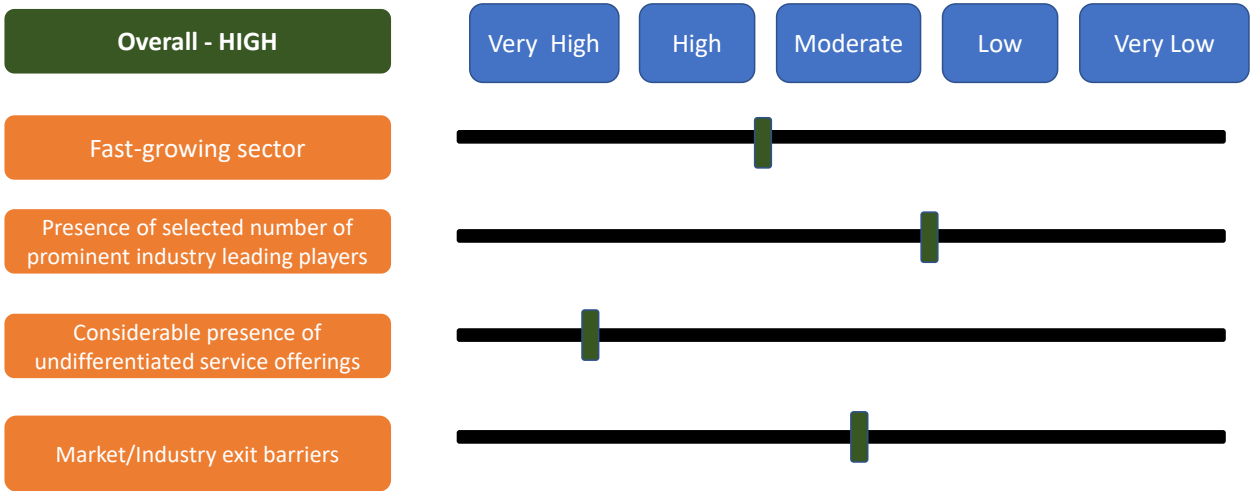 Overall - HIGH
Very High
High
Moderate
Low
Very Low
Fast-growing sector
Presence of selected number of
prominent industry leading players
Considerable presence of
undifferentiated service offerings
Market/Industry exit barriers